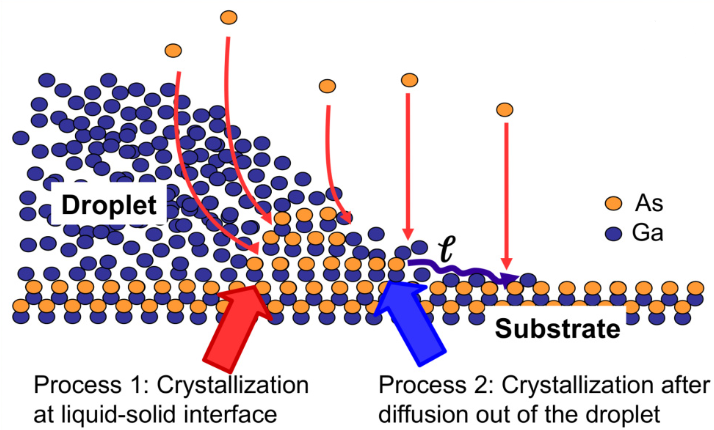 Droplet
As
Ga
ℓ
Substrate
Process 1: Crystallization
at liquid-solid interface
Process 2: Crystallization after
diffusion out of the droplet